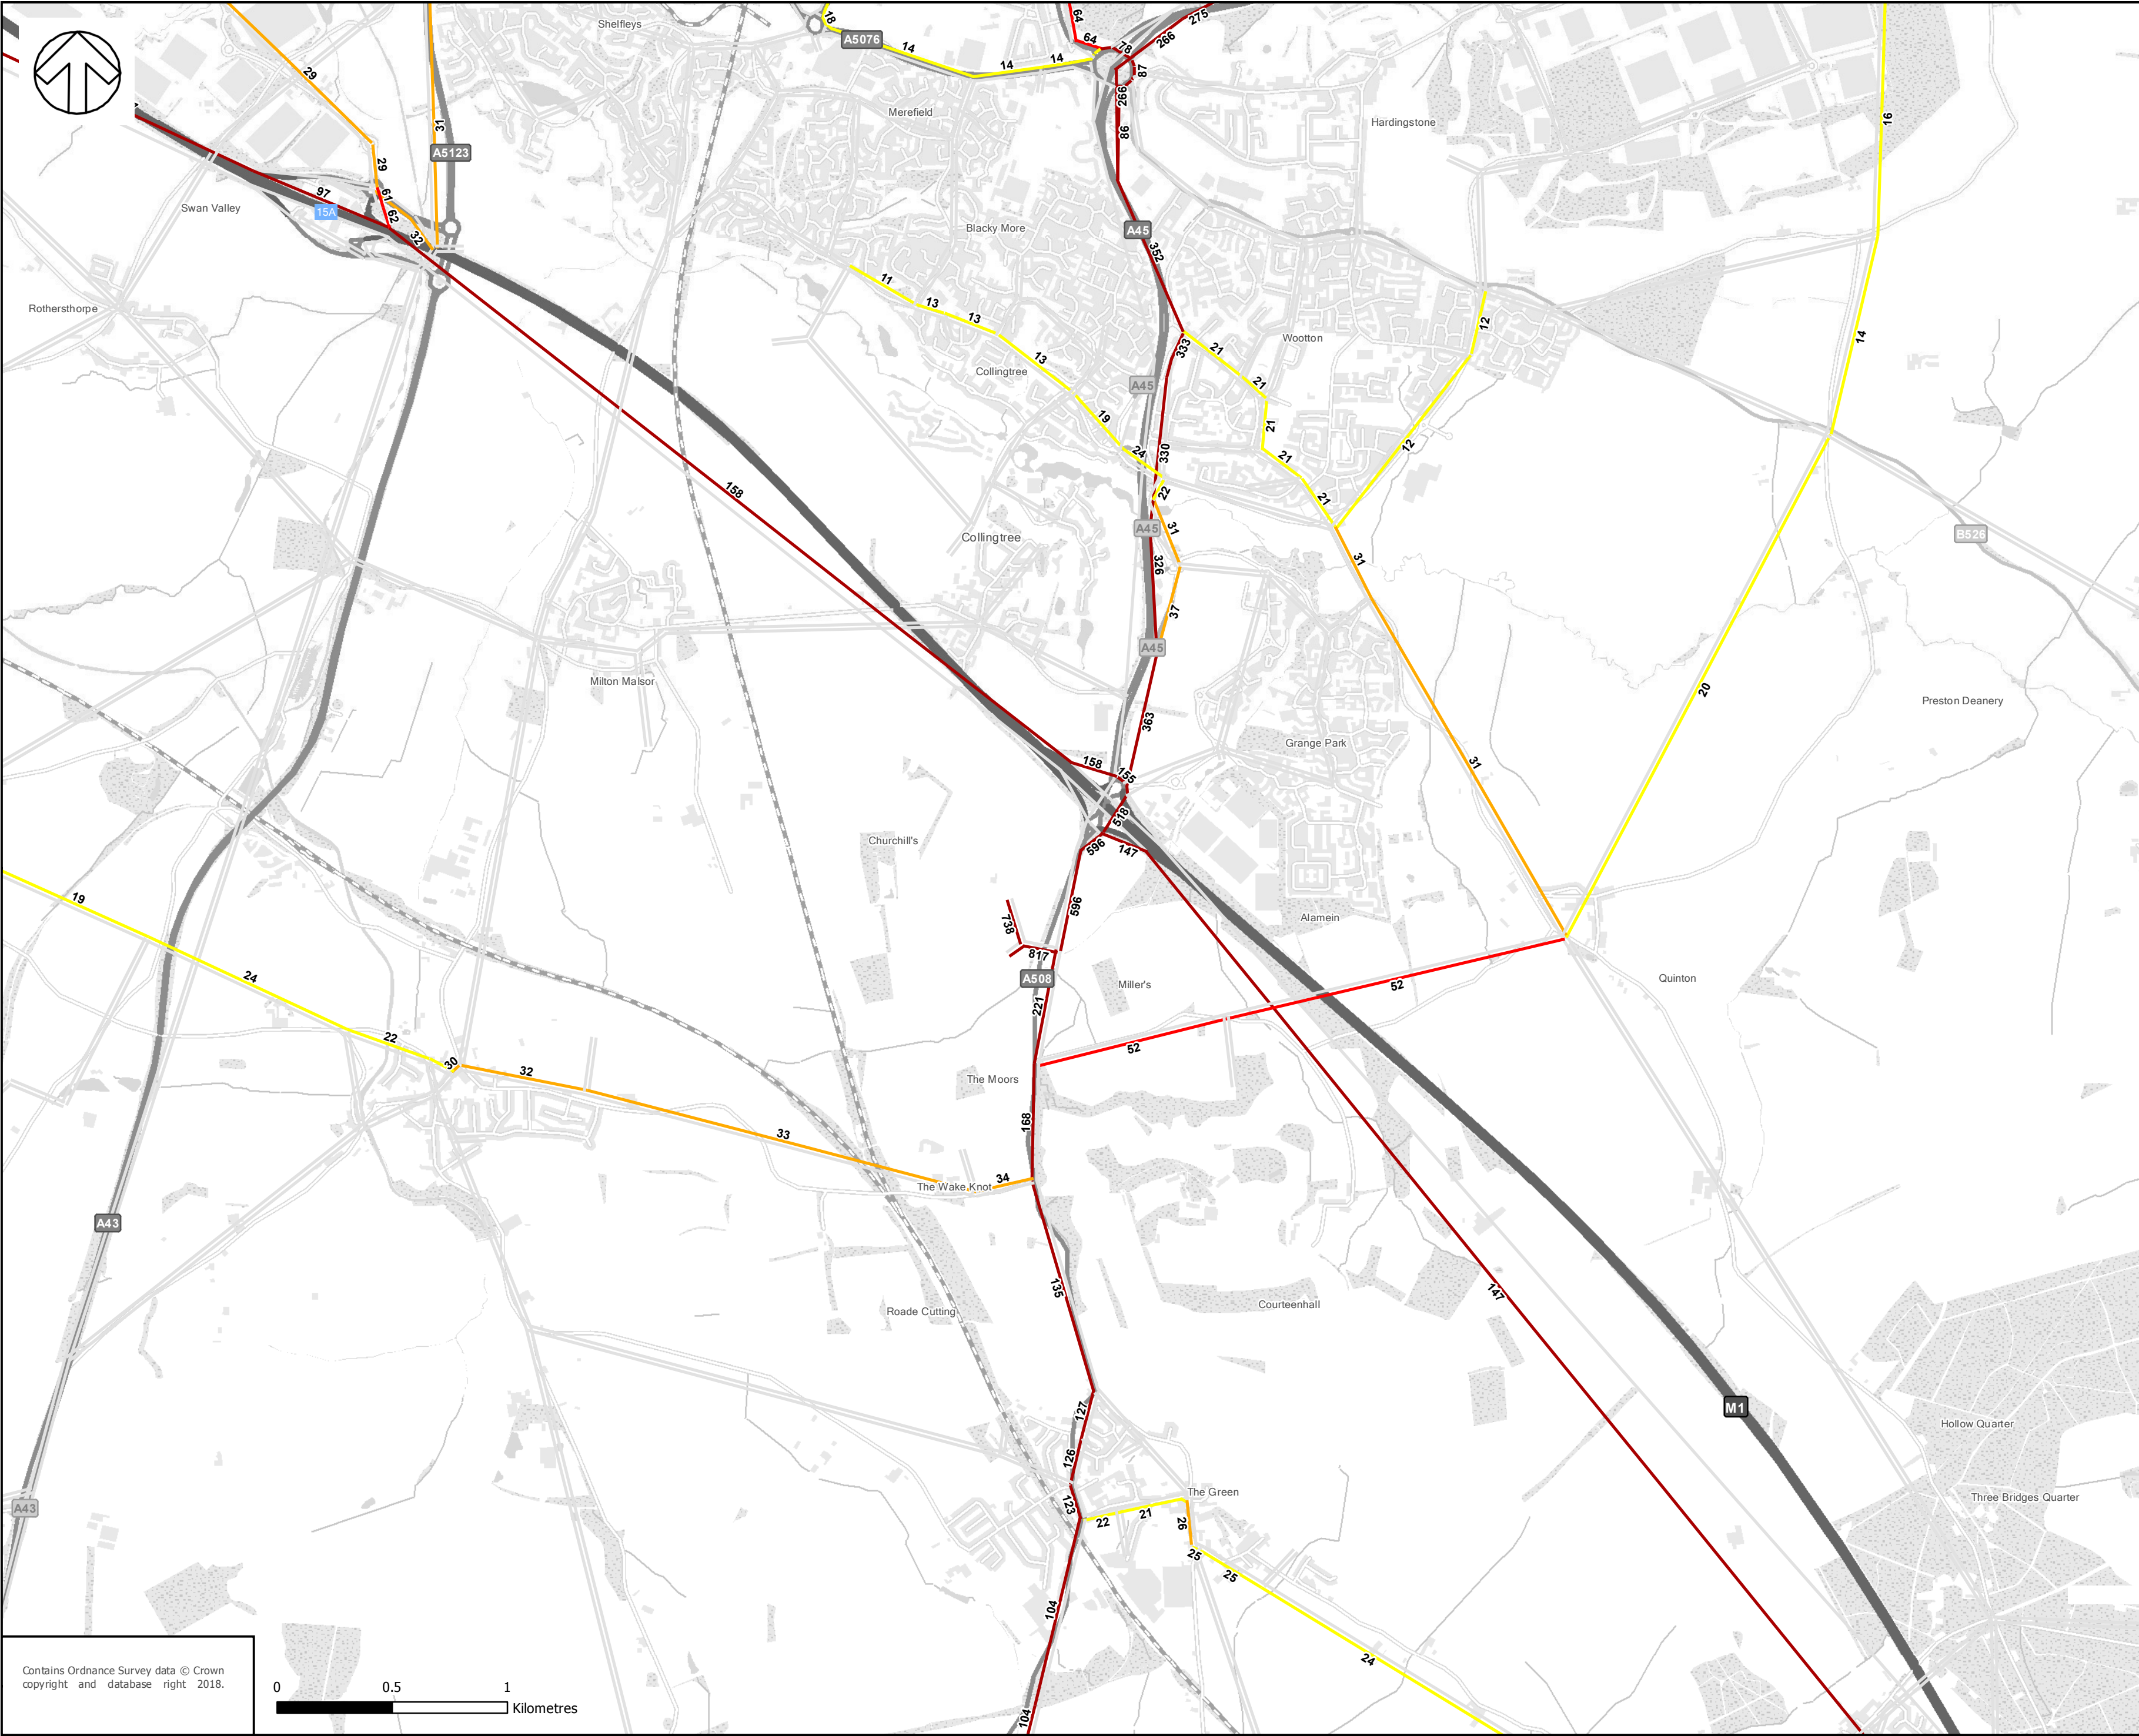 Shelfleys
18
64
275
A5076
14
64
78
266
14
14
87
29
31
266
Merefield
16
Hardingstone
86
A5123
29
97
61
62
15A
Swan Valley
32
Blacky More
A45
352
11
13
13
12
Rothersthorpe
14
Wootton
333
21
13
Collingtree
A45
21
19
21
12
24
330
21
158
22
21
A45
31
B526
Collingtree
31
326
37
A45
Milton Malsor
20
Preston Deanery
363
Grange Park
31
158
155
518
Churchill's
596
147
19
596
738
Alamein
817
A508
24
Miller's
52
Quinton
221
22
52
30
32
The Moors
168
33
34
The Wake Knot
A43
135
147
Roade Cutting
Courteenhall
127
M1
Hollow Quarter
126
The Green
123
Three Bridges Quarter
A43
22
21
26
25
25
104
24
Contains Ordnance Survey data © Crown
copyright and database right 2018.
0 0.5 1
Kilometres
104